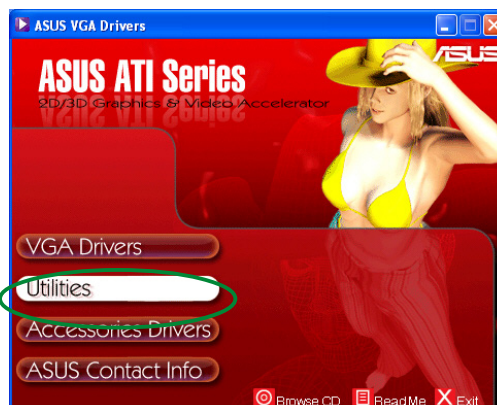 ASUS VGA Drivers
ASUS
ASUS ATI Series
2D/3D Graphics & Video Accelerator
VGA Drivers
Utilities
Accessories Drivers
ASUS Contact Info
Browse CD ReadMe Exit